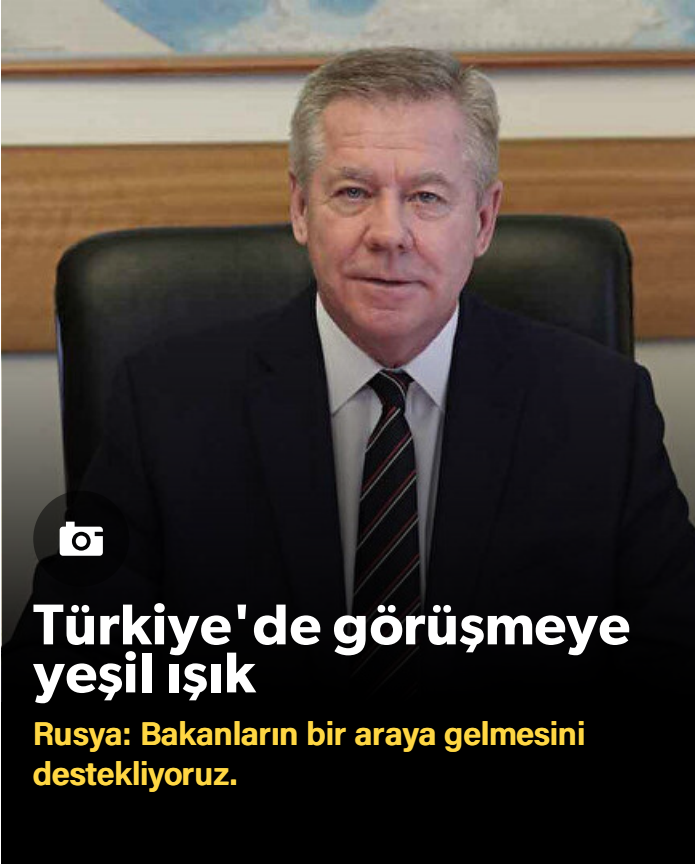 Türkiye'de görüşmeye
yeşil ışık
Rusya: Bakanların bir araya gelmesini
destekliyoruz.